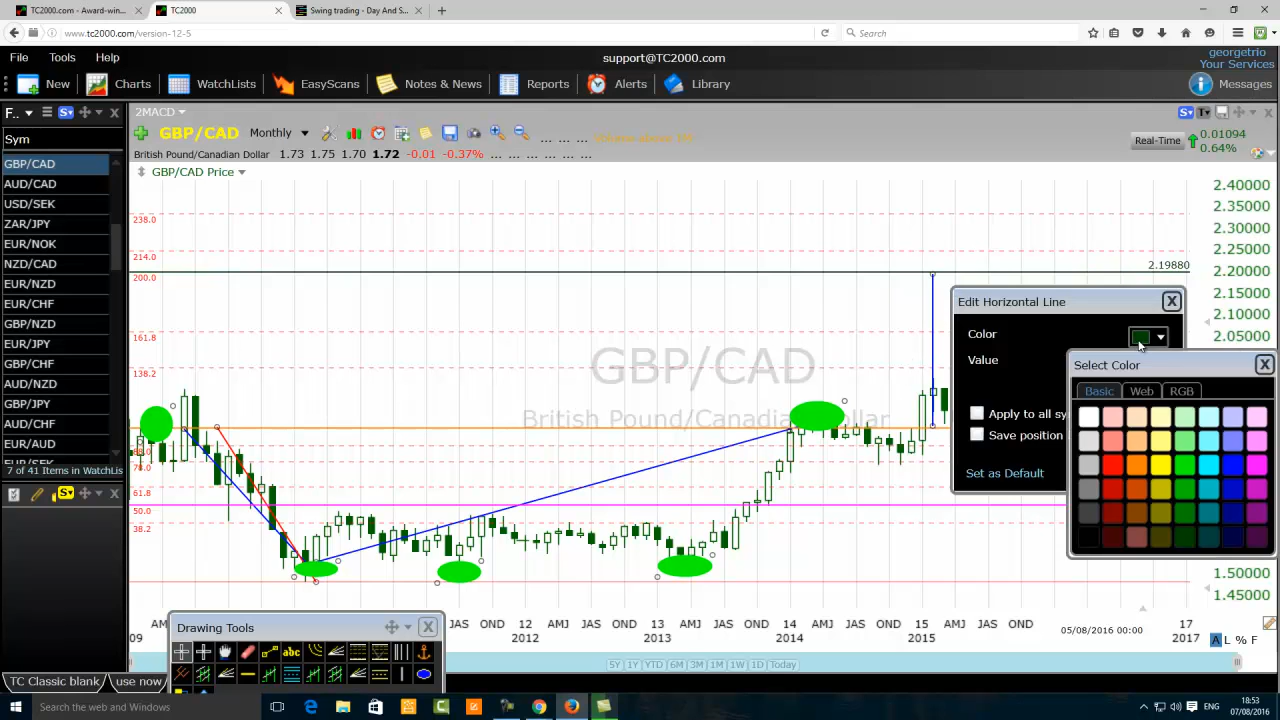 TC2000.com - Award-win...
TC2000
Swing trading - Day And S...
www.tc2000.com/version-12-5
Search
File Tools Help
support@TC2000.com
georgetrio
Your Services
New Charts WatchLists EasyScans Notes & News Reports Alerts Library Messages
F..
2MACD
Sym
GBP/CAD Monthly
Real-Time 0.01094
0.64%
British Pound/Canadian Dollar 1.73 1.75 1.70 1.72 -0.01 -0.37%
GBP/CAD Price
GBP/CAD
AUD/CAD
USD/SEK
ZAR/JPY
EUR/NOK
NZD/CAD
EUR/NZD
EUR/CHF
GBP/NZD
EUR/JPY
GBP/CHF
AUD/NZD
GBP/JPY
AUD/CHF
EUR/AUD
EUR/SEK
7 of 41 Items in WatchLis
238.0
214.0
200.0
161.8
138.2
88.0
78.0
61.8
50.0
38.2
GBP/CAD
British Pound/Canadian Dollar
2.19880
2.40000
2.35000
2.30000
2.25000
2.20000
2.15000
2.10000
2.05000
1.50000
1.45000
Edit Horizontal Line X
Color
Value
Apply to all sy
Save position
Set as Default
Select Color X
Basic Web RGB
09 AM JAS OND 12 AMJ JAS OND 13 AMJ JAS OND 14 AMJ JAS OND 15 AMJ JAS OND 17
2012 2013 2014 2015 2017
05/08/2016 00:00
A L % F
Drawing Tools X
abc
5Y 1Y YTD 6M 3M 1M 1W 1D Today
TC Classic blank use now
Search the web and Windows
18:53
07/08/2016